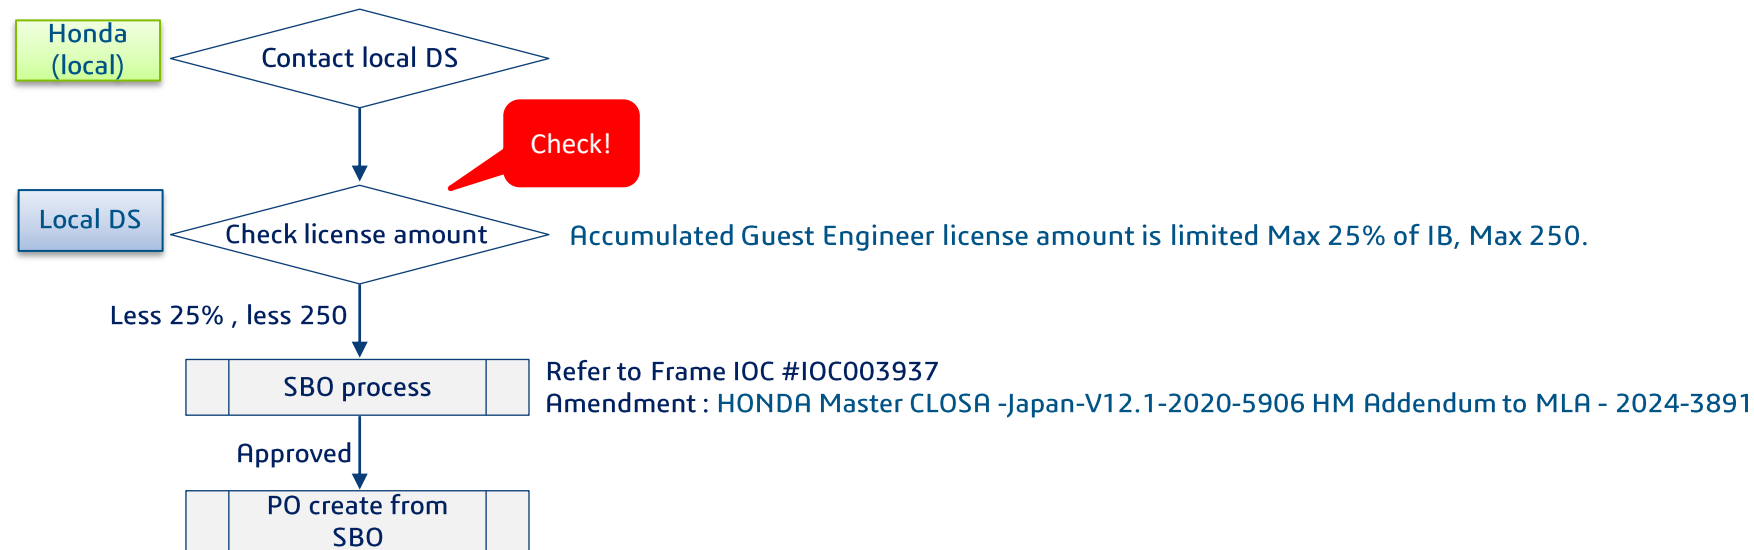 Honda
(local)
Contact local DS
Check!
Local DS
Check license amount
Accumulated Guest Engineer license amount is limited Max 25% of IB, Max 250.
Less 25% , less 250
SBO process
Refer to Frame IOC #IOC003937
Amendment : HONDA Master CLOSA -Japan-V12.1-2020-5906 HM Addendum to MLA - 2024-3891
Approved
PO create from
SBO